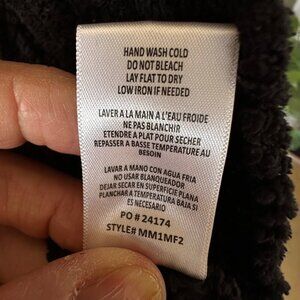 HAND WASH COLD
DO NOT BLEACH
LAY FLAT TO DRY
LOW IRON IF NEEDED
LAVER A LA MAIN A L'EAU FROIDE
NE PAS BLANCHIR
ETENDRE A PLAT POUR SECHER
REPASSER A BASSE TEMPERATURE AU
BESOIN
LAVAR A MANO CON AGUA FRIA
NO USAR BLANQUEADOR
DEJAR SECAR EN SUPERFICIE PLANA
PLANCHAR A TEMPERATURA BAJA SI
ES NECESARIO
PO # 24174
STYLE# MM1MF2